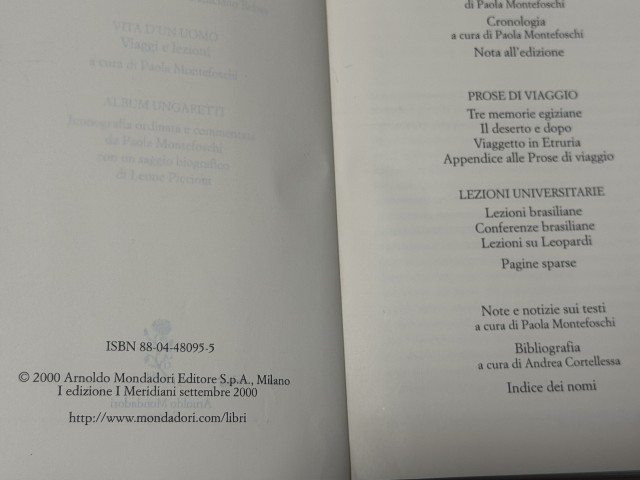 VITA D'UN UOMO
Viaggi e lezioni
a cura di Paola Montefoschi
ALBUM UNGARETTI
Iconografia ordinata e commentata
da Paola Montefoschi
con un saggio biografico
di Leone Piccioni
ISBN 88-04-48095-5
© 2000 Arnoldo Mondadori Editore S.p.A., Milano
I edizione I Meridiani settembre 2000
Arnoldo Mondadori
http://www.mondadori.com/libri
di Paola Montefoschi
Cronologia
a cura di Paola Montefoschi
Nota all'edizione
PROSE DI VIAGGIO
Tre memorie egiziane
Il deserto e dopo
Viaggetto in Etruria
Appendice alle Prose di viaggio
LEZIONI UNIVERSITARIE
Lezioni brasiliane
Conferenze brasiliane
Lezioni su Leopardi
Pagine sparse
Note e notizie sui testi
a cura di Paola Montefoschi
Bibliografia
a cura di Andrea Cortellessa
Indice dei nomi